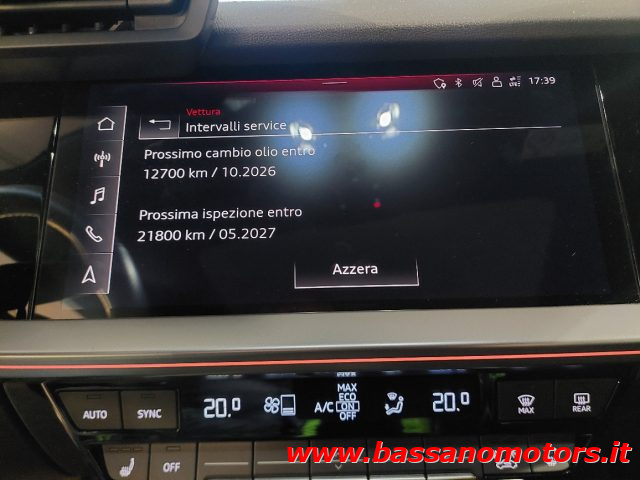 17:39
Vettura
Intervalli service
Prossimo cambio olio entro
12700 km / 10.2026
Prossima ispezione entro
21800 km / 05.2027
Azzera
AUTO
SYNC
20.0
A/C
MAX
ECO
ON
OFF
20.0
MAX
REAR
OFF
www.bassanomotors.it